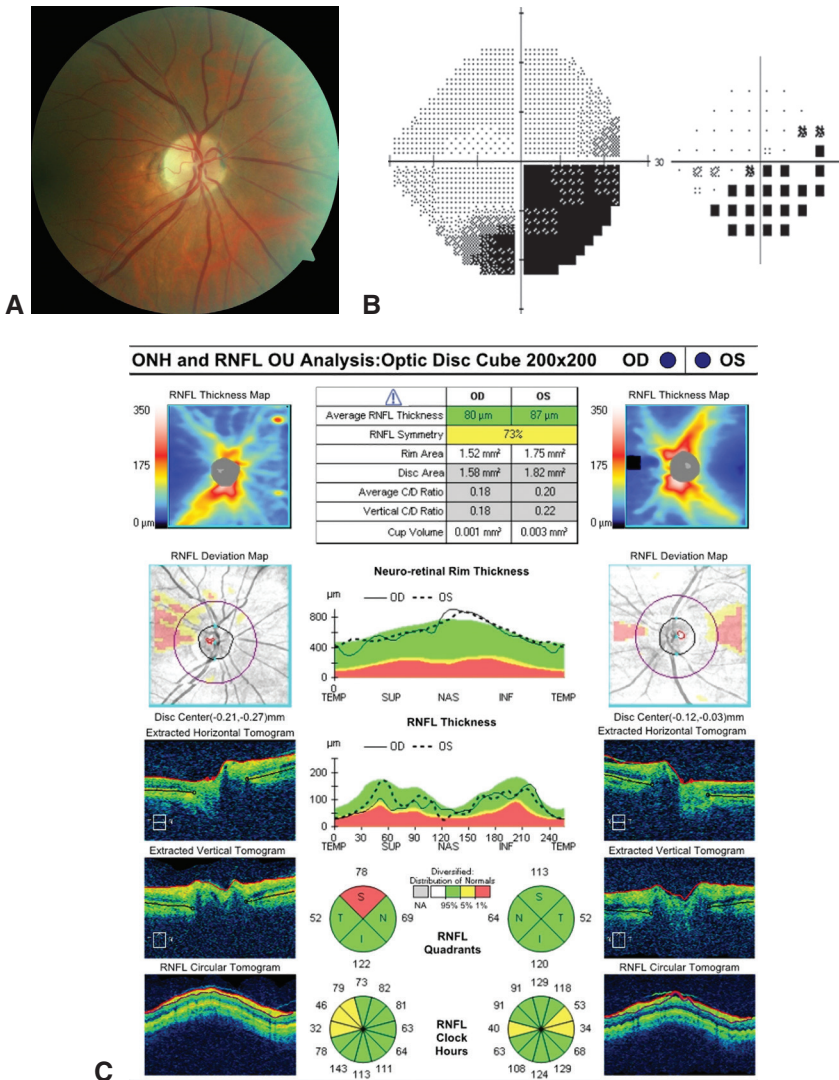 A
B
30
ONH and RNFL OU Analysis:Optic Disc Cube 200x200 OD OS
RNFL Thickness Map
350
175
0 µm
OD OS
Average RNFL Thickness 80 µm 87 µm
RNFL Symmetry 73%
Rim Area 1.52 mm² 1.75 mm²
Disc Area 1.58 mm² 1.82 mm²
Average C/D Ratio 0.18 0.20
Vertical C/D Ratio 0.18 0.22
Cup Volume 0.001 mm³ 0.003 mm³
RNFL Thickness Map
350
175
0 µm
RNFL Deviation Map
Disc Center(-0.21,-0.27)mm
Neuro-retinal Rim Thickness
µm
OD OS
800
400
0
0
TEMP SUP NAS INF TEMP
RNFL Deviation Map
Disc Center(-0.12,-0.03)mm
Extracted Horizontal Tomogram
RNFL Thickness
µm
OD OS
200
100
0
0 30 60 90 120 150 180 210 240
TEMP SUP NAS INF TEMP
Extracted Horizontal Tomogram
Extracted Vertical Tomogram
78
52 S T N I 69
122
Diversified:
Distribution of Normals
NA 95% 5% 1%
RNFL
Quadrants
113
64 S N T I 52
120
Extracted Vertical Tomogram
RNFL Circular Tomogram
73
79 82
46 81
32 63
78 64
143 111
113
RNFL
Clock
Hours
129
91 118
91 53
40 34
63 68
108 129
124
RNFL Circular Tomogram
C